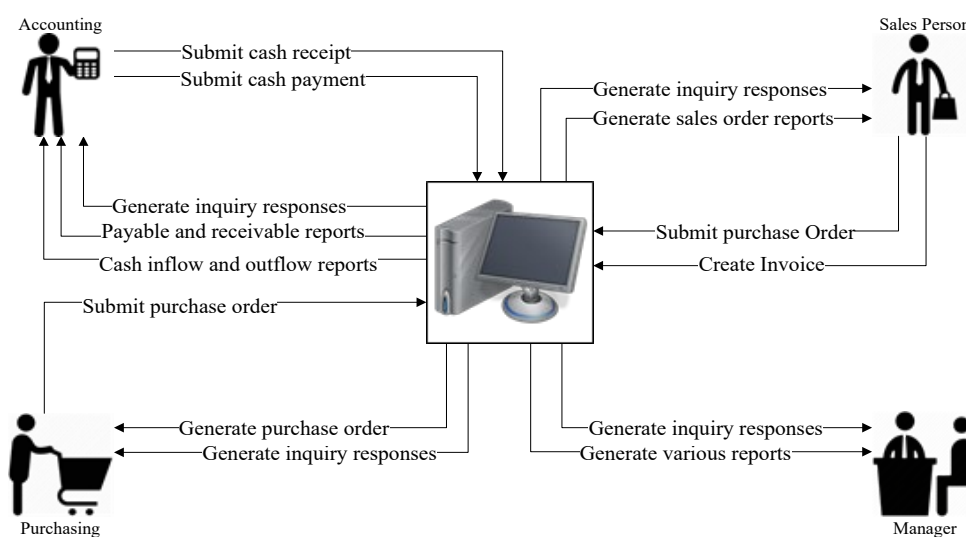 Accounting
Sales Person
Submit cash receipt
Submit cash payment
Generate inquiry responses
Generate sales order reports
Generate inquiry responses
Payable and receivable reports
Cash inflow and outflow reports
Submit purchase Order
Create Invoice
Submit purchase order
Generate purchase order
Generate inquiry responses
Generate inquiry responses
Generate various reports
Purchasing
Manager